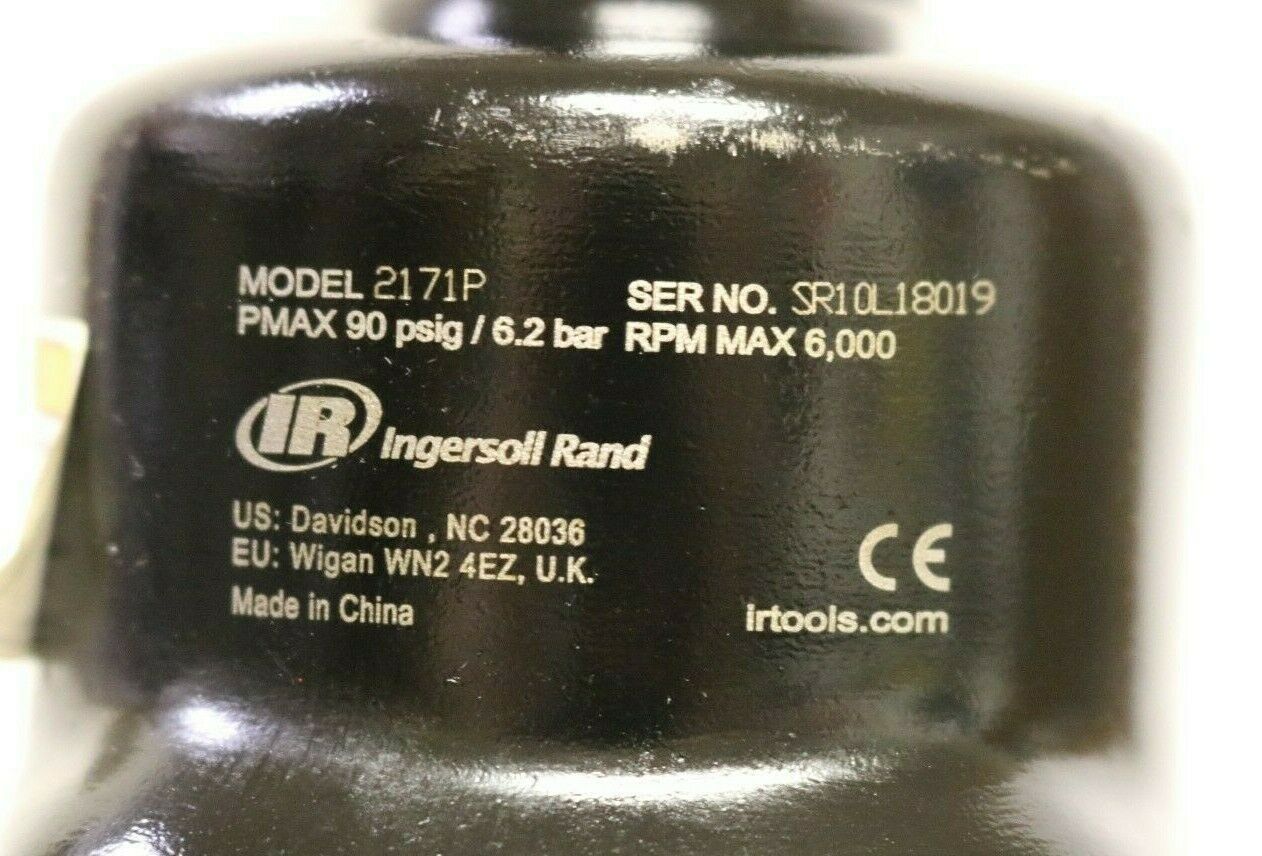 MODEL 2171P SER NO. SR10L18019
PMAX 90 psig / 6.2 bar RPM MAX 6,000
IR Ingersoll Rand
US: Davidson , NC 28036
EU: Wigan WN2 4EZ, U.K.
Made in China
CE
irtools.com